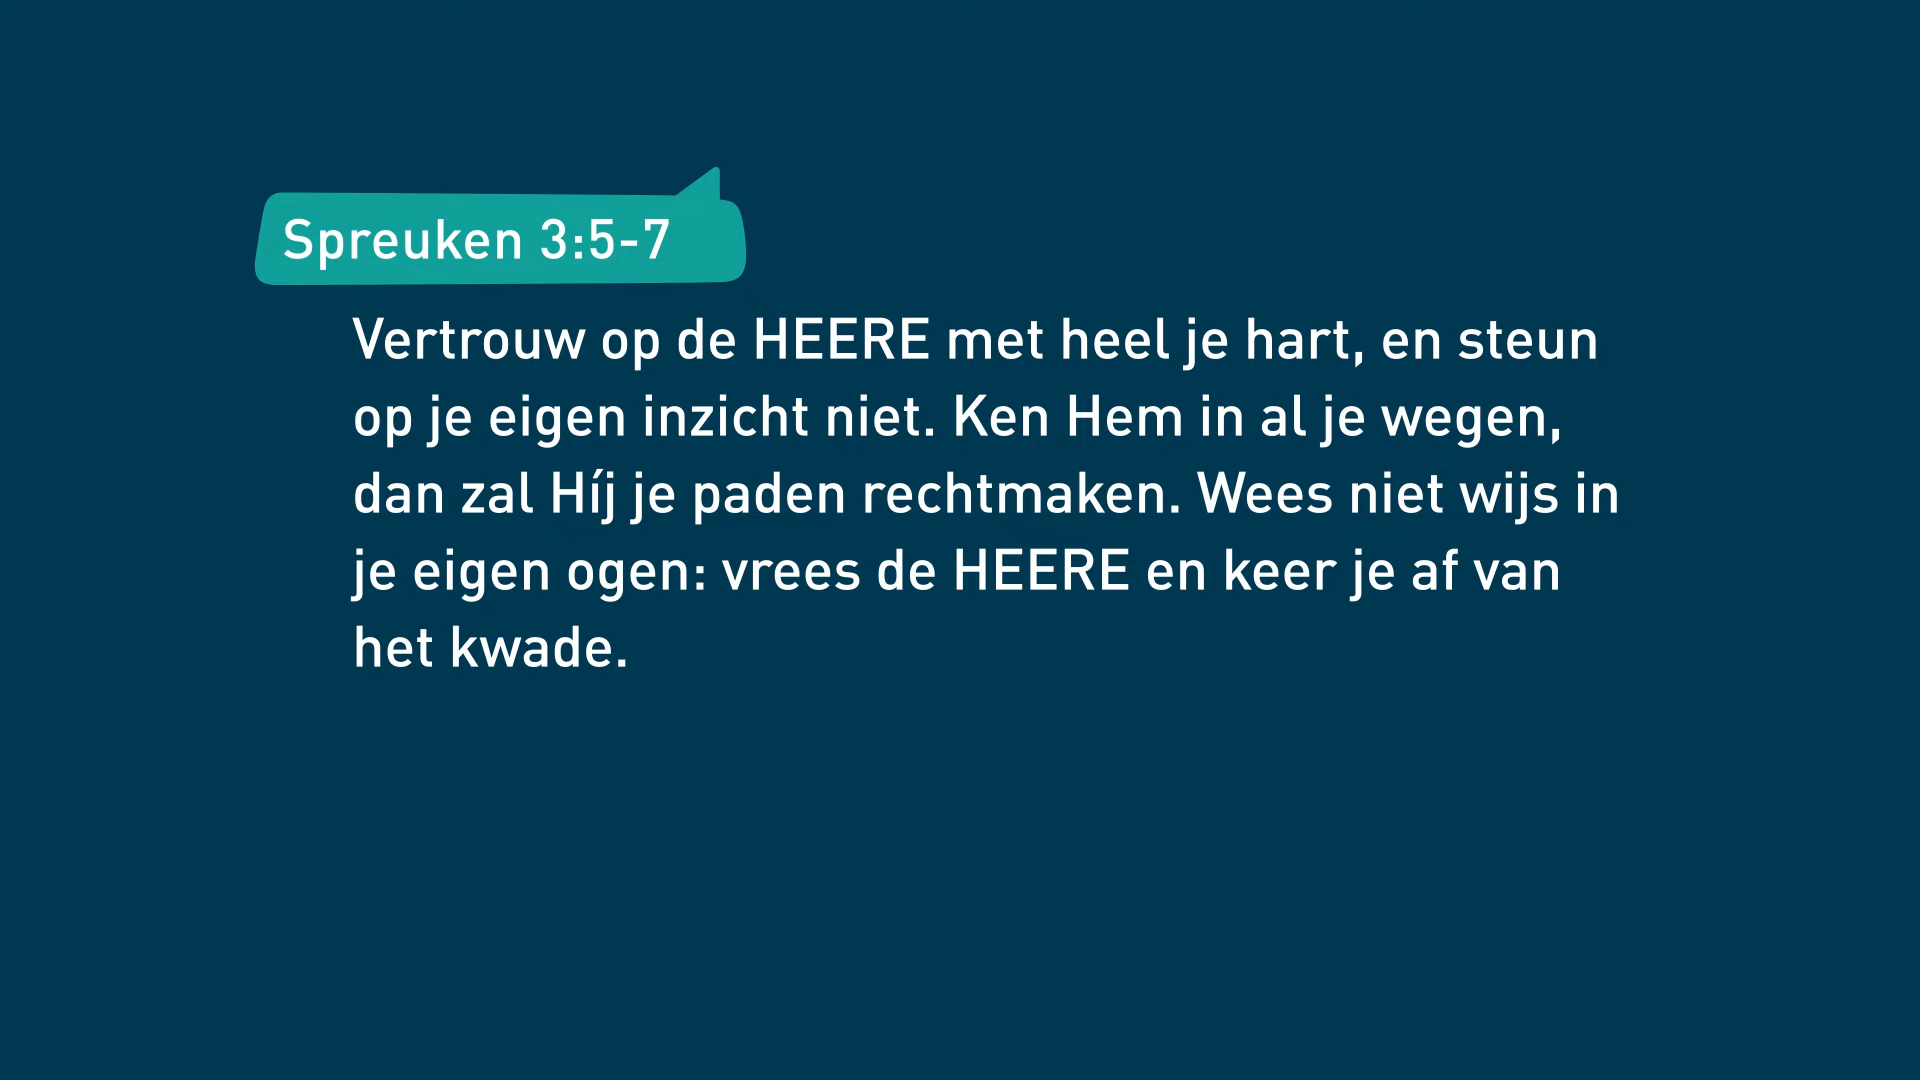 Spreuken 3:5-7
Vertrouw op de HEERE met heel je hart, en steun
op je eigen inzicht niet. Ken Hem in al je wegen,
dan zal Híj je paden rechtmaken. Wees niet wijs in
je eigen ogen: vrees de HEERE en keer je af van
het kwade.